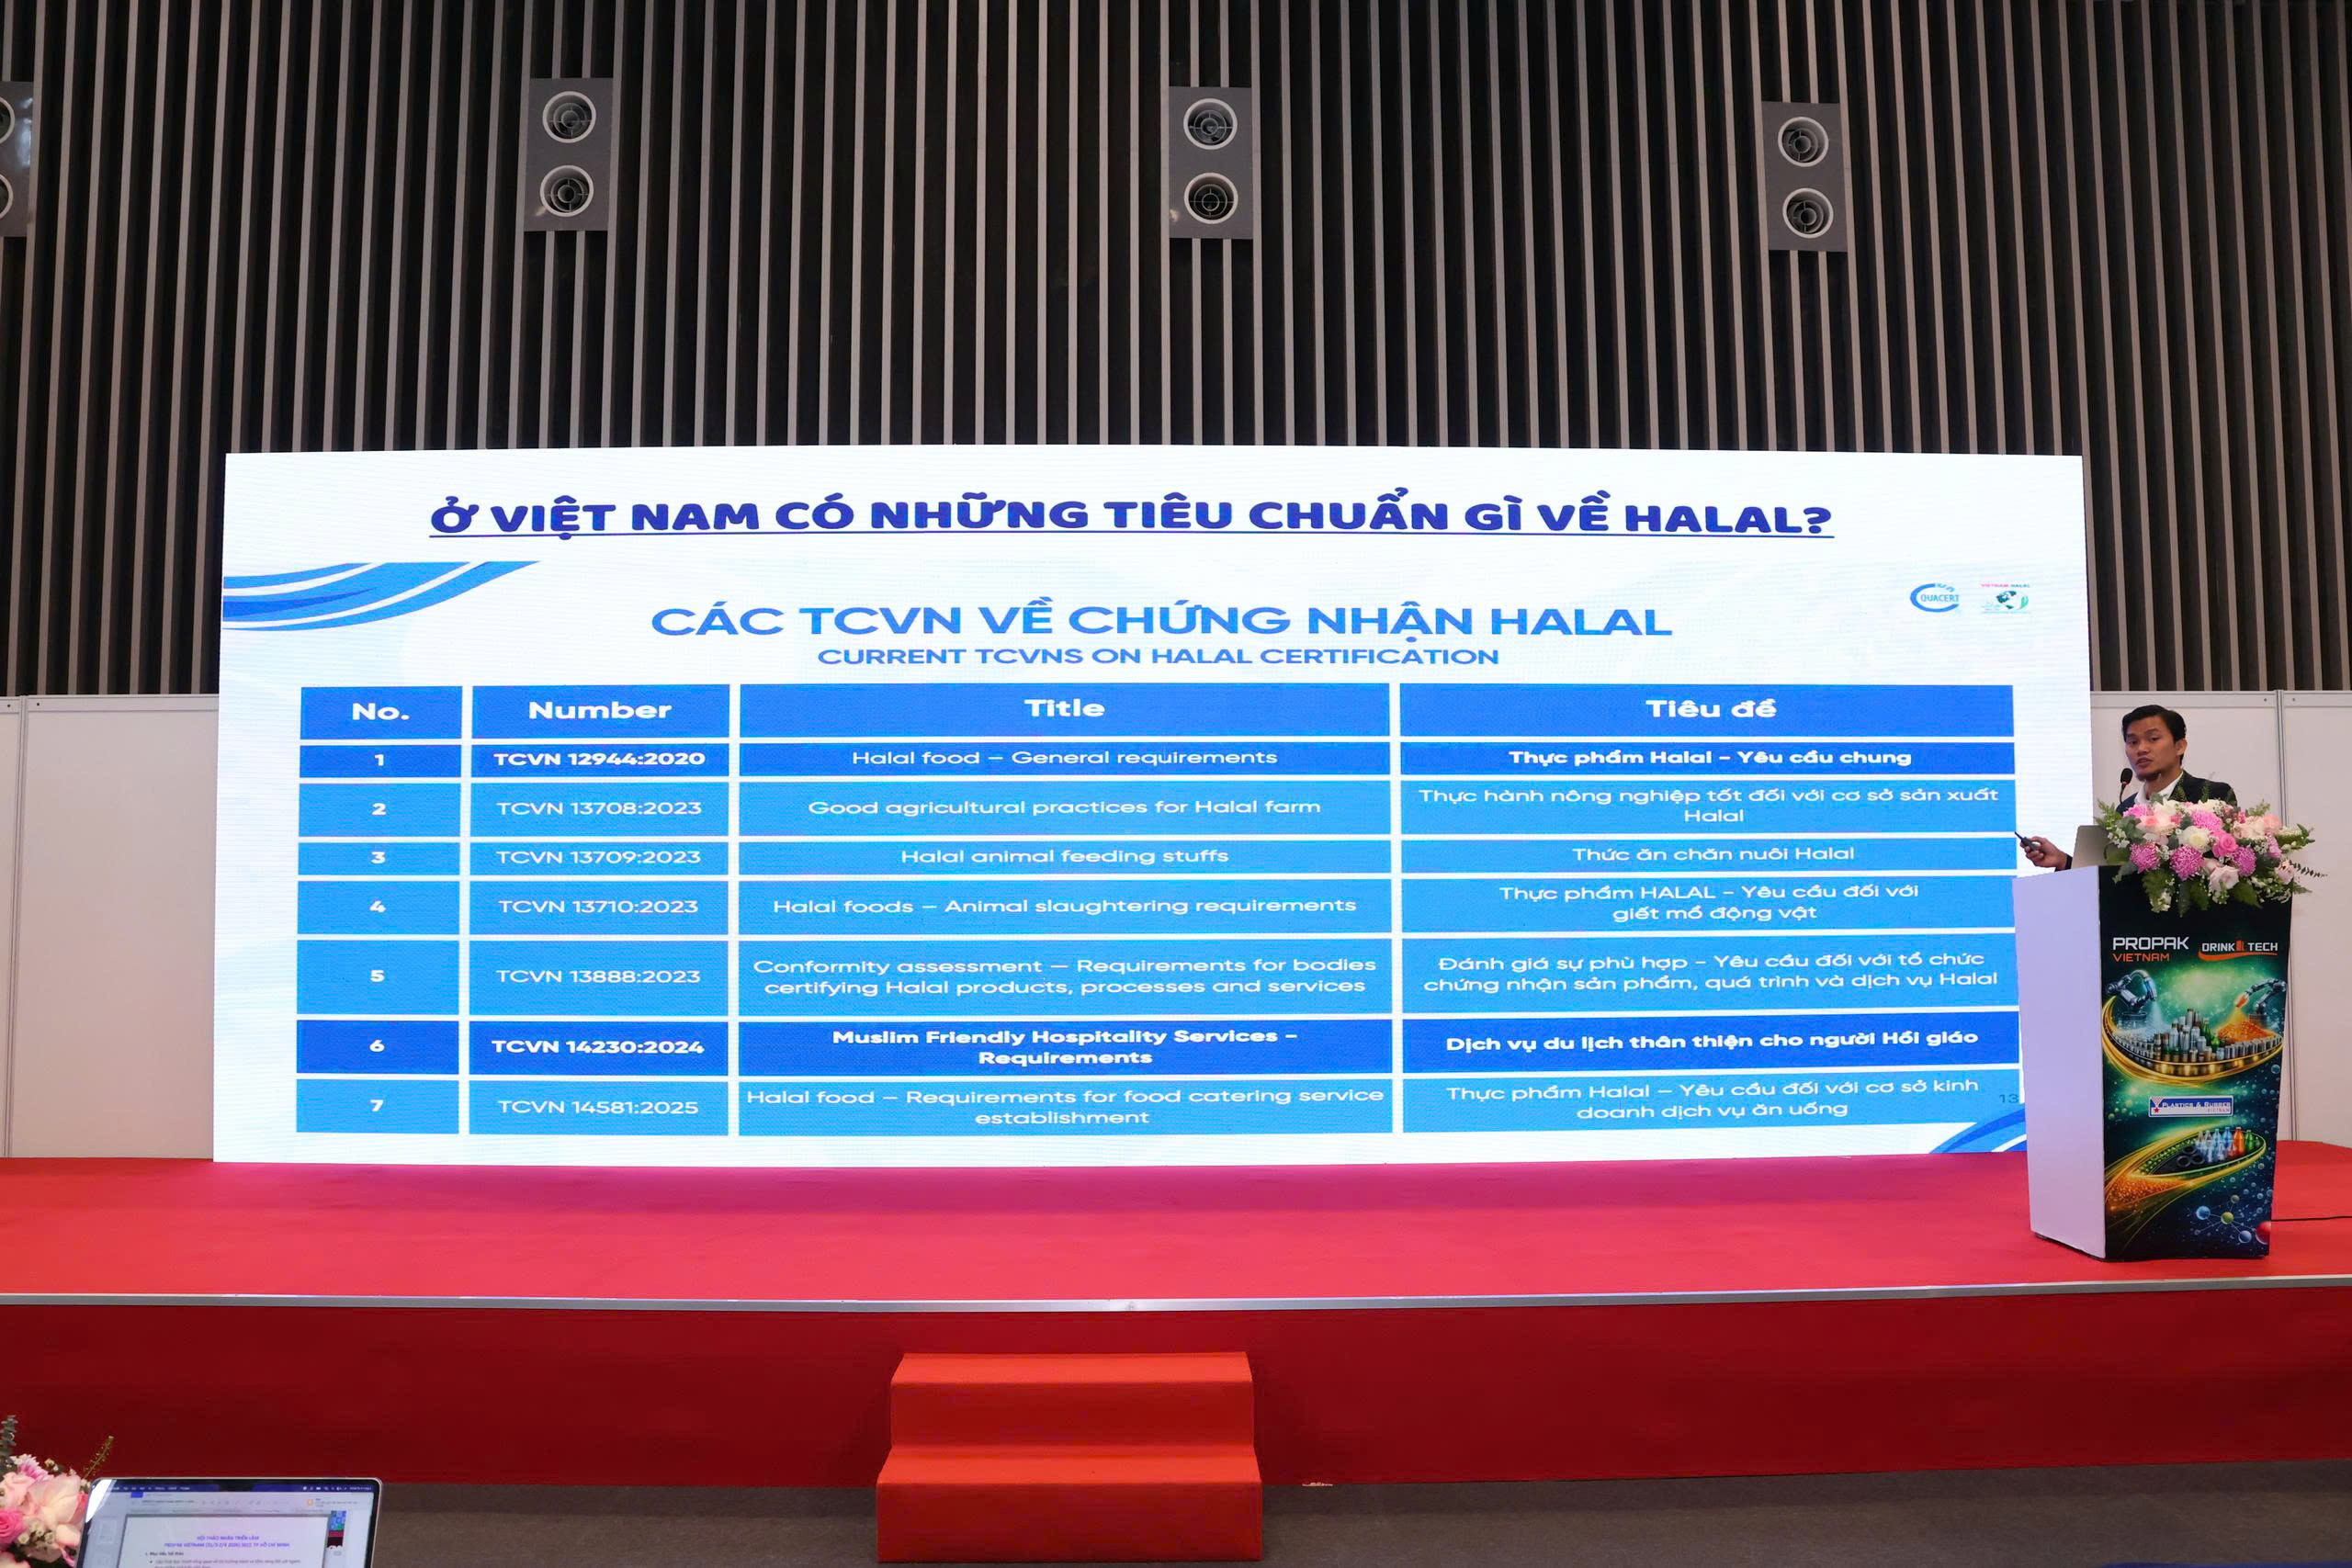 Ở VIỆT NAM CÓ NHỮNG TIÊU CHUẨN GÌ VỀ HALAL?
QUACERT
VIETNAM HALAL
CÁC TCVN VỀ CHỨNG NHẬN HALAL
CURRENT TCVNS ON HALAL CERTIFICATION
No. Number Title Tiêu đề
1 TCVN 12944:2020 Halal food – General requirements Thực phẩm Halal - Yêu cầu chung
2 TCVN 13708:2023 Good agricultural practices for Halal farm Thực hành nông nghiệp tốt đối với cơ sở sản xuất
Halal
3 TCVN 13709:2023 Halal animal feeding stuffs Thức ăn chăn nuôi Halal
4 TCVN 13710:2023 Halal foods – Animal slaughtering requirements Thực phẩm HALAL - Yêu cầu đối với
giết mổ động vật
5 TCVN 13888:2023 Conformity assessment – Requirements for bodies
certifying Halal products, processes and services
Đánh giá sự phù hợp - Yêu cầu đối với tổ chức
chứng nhận sản phẩm, quá trình và dịch vụ Halal
6 TCVN 14230:2024 Muslim Friendly Hospitality Services -
Requirements
Dịch vụ du lịch thân thiện cho người Hồi giáo
7 TCVN 14581:2025 Halal food – Requirements for food catering service
establishment
Thực phẩm Halal – Yêu cầu đối với cơ sở kinh
doanh dịch vụ ăn uống
13
PROPAK
VIETNAM
DRINK TECH
PLASTICS & RUBBER
VIETNAM